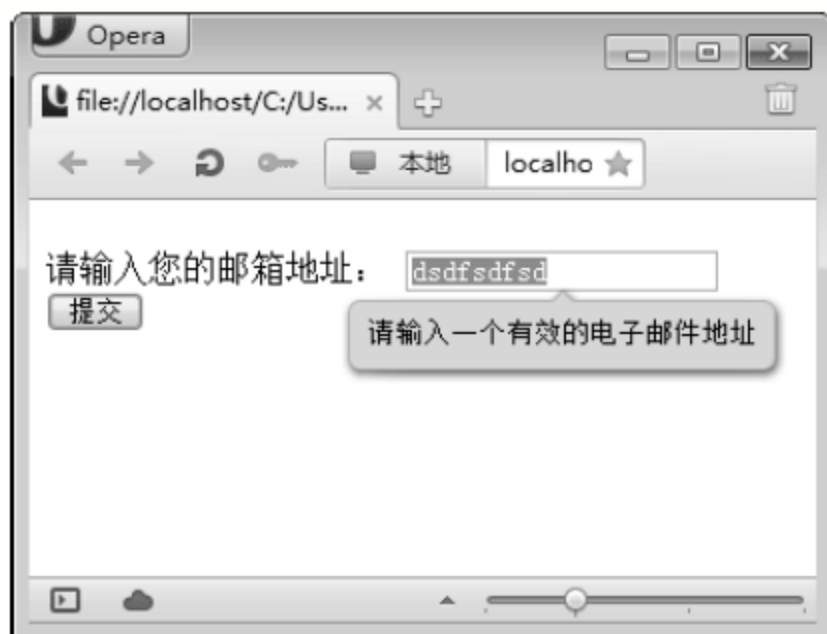 Opera
file://localhost/C:/Us...
本地 localho
请输入您的邮箱地址： dsdfsdfsd
提交
请输入一个有效的电子邮件地址